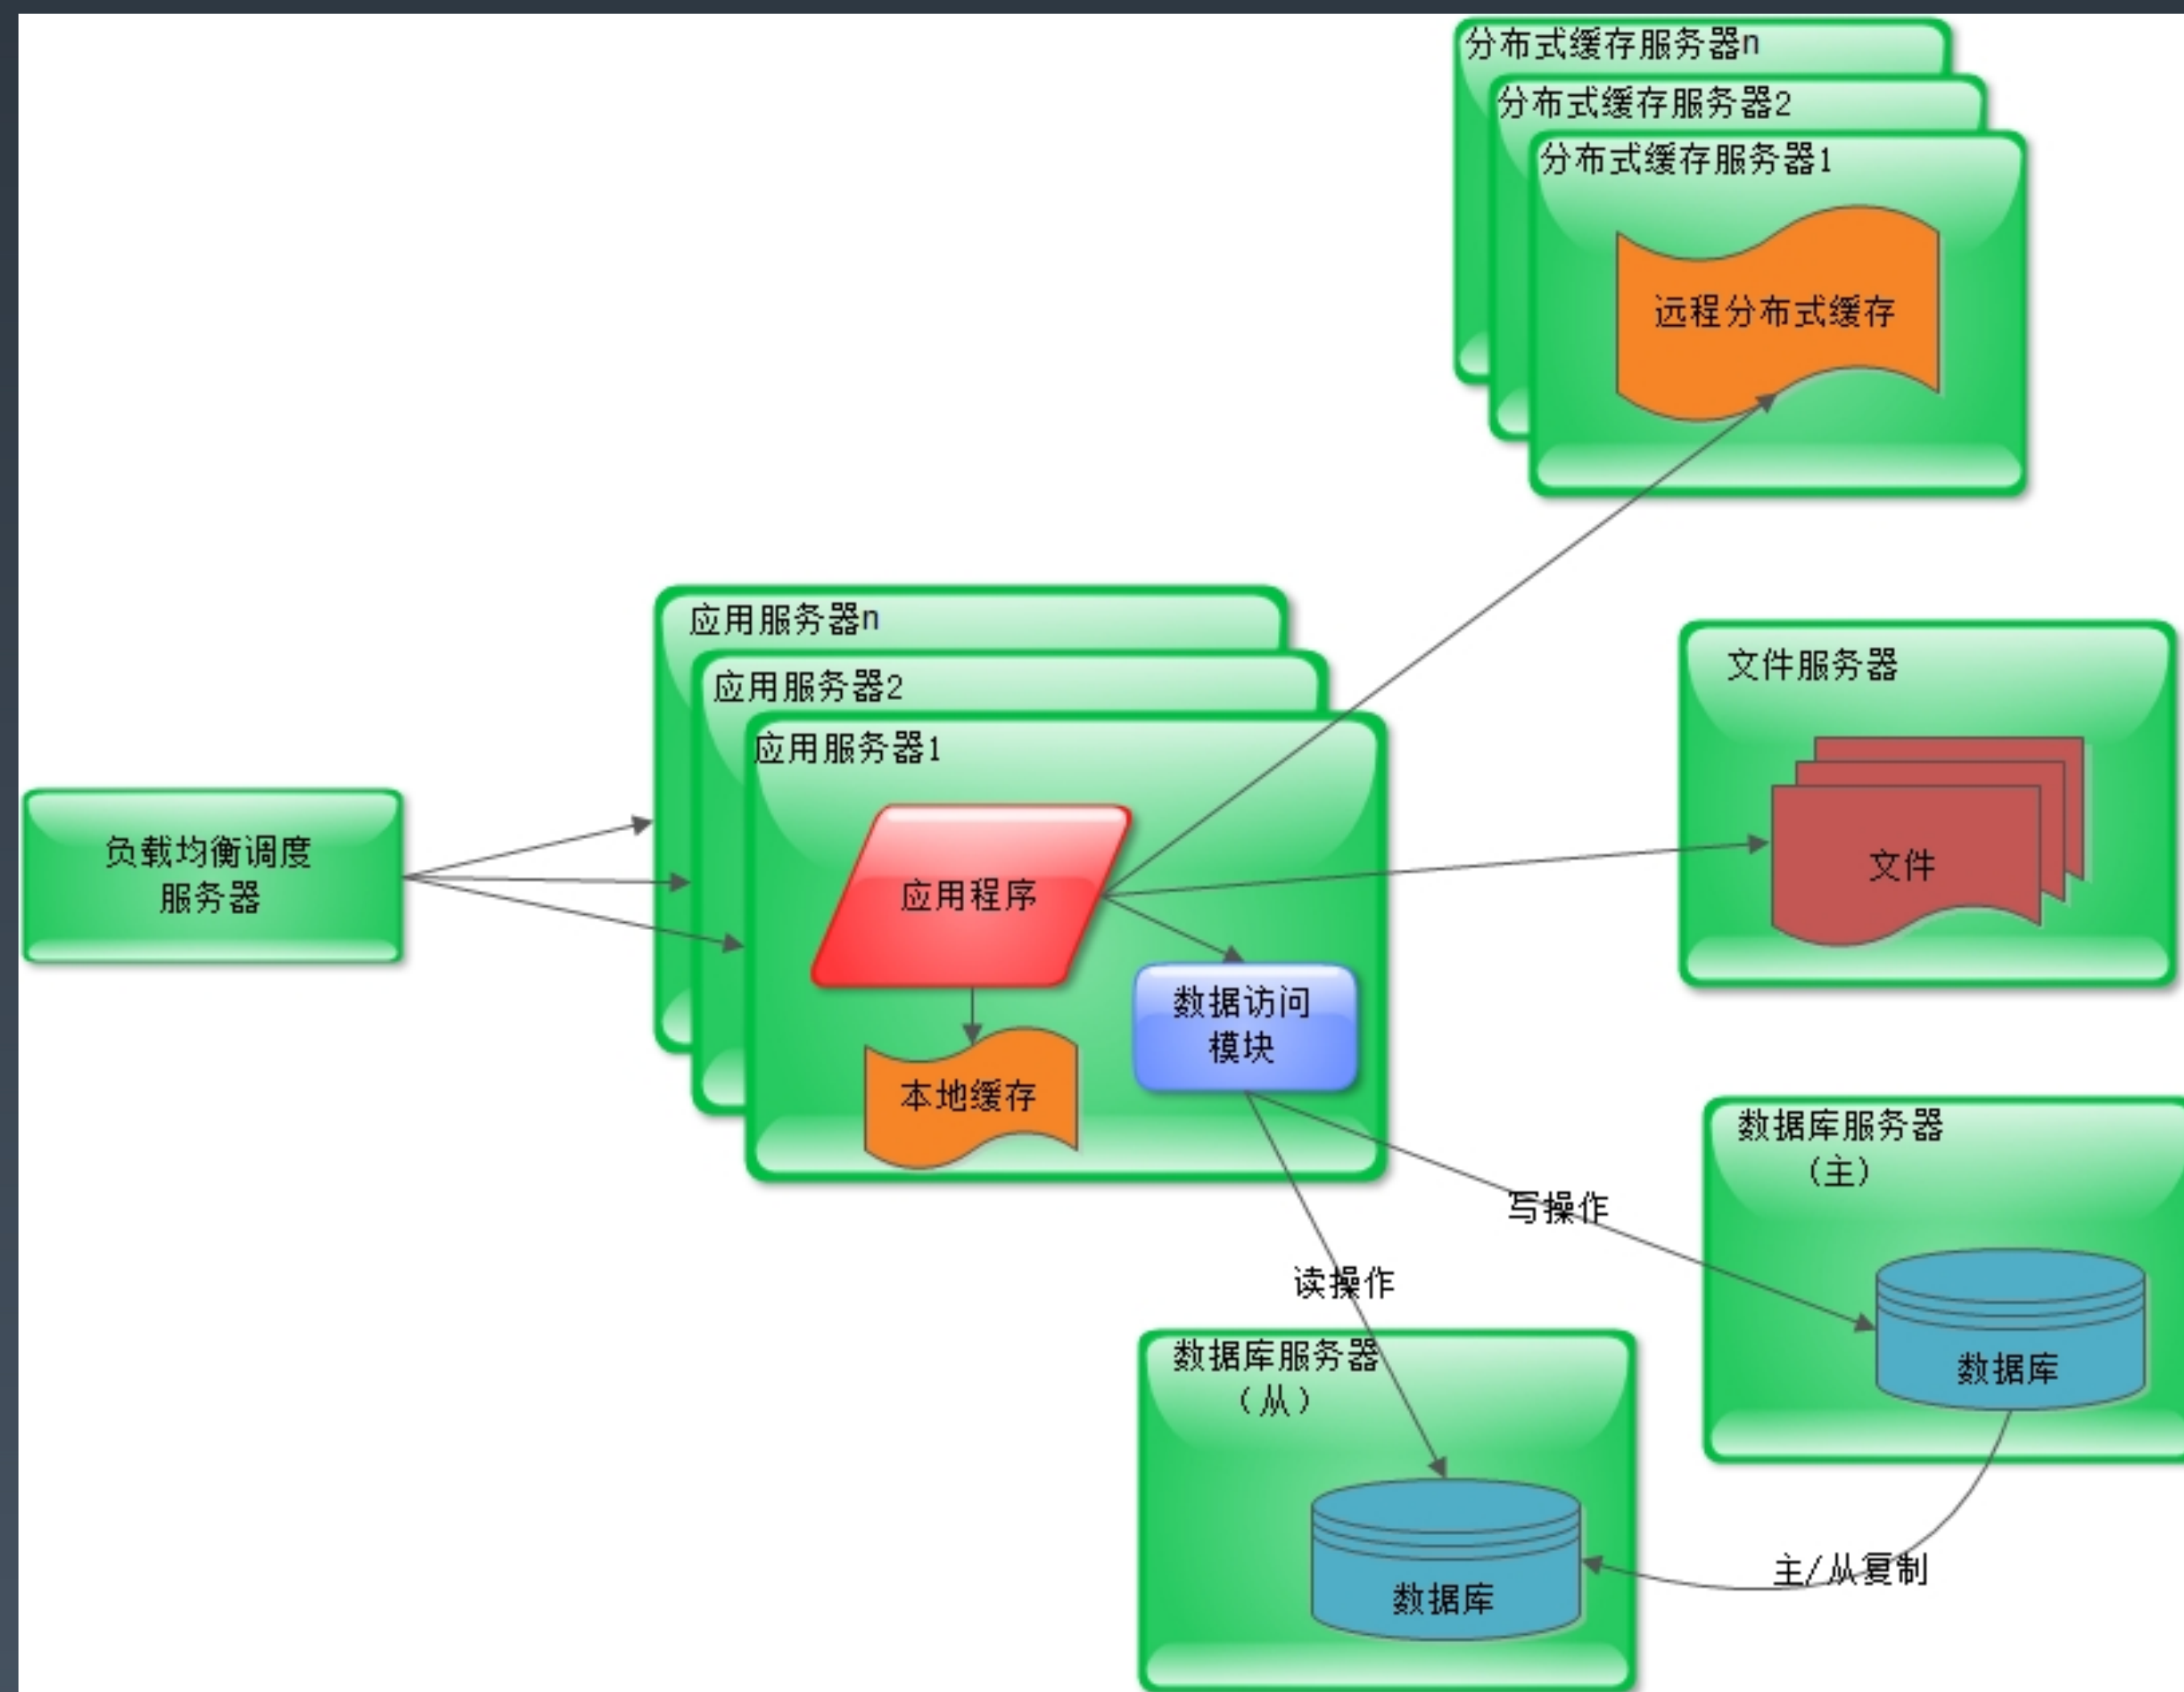 分布式缓存服务器n
分布式缓存服务器2
分布式缓存服务器1
远程分布式缓存
应用服务器n
应用服务器2
应用服务器1
文件服务器
负载均衡调度
服务器
应用程序
文件
数据访问
模块
本地缓存
数据库服务器
（主）
写操作
读操作
数据库服务器
（从）
数据库
主/从复制
数据库